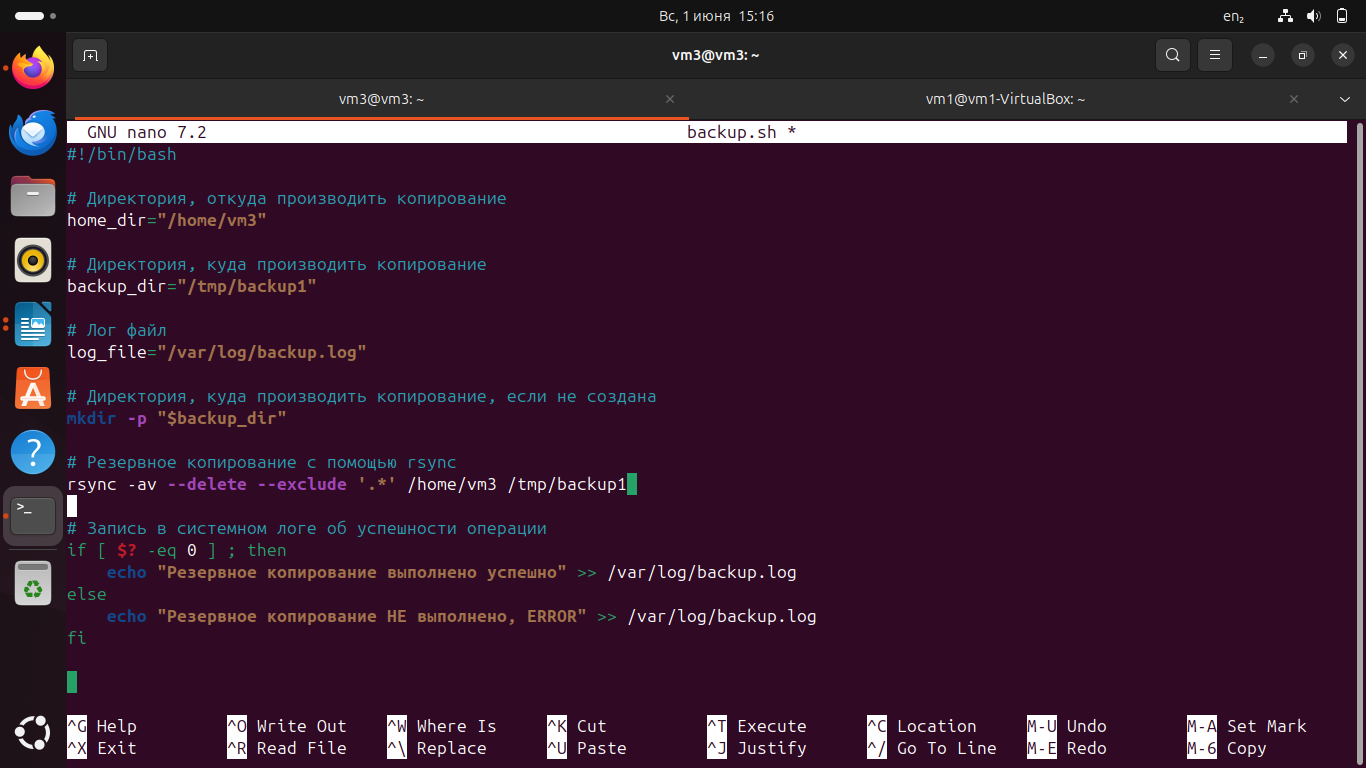 Вс, 1 июня 15:16
en₂
vm3@vm3: ~
vm3@vm3: ~
vm1@vm1-VirtualBox: ~
GNU nano 7.2 backup.sh *
#!/bin/bash
# Директория, откуда производить копирование
home_dir="/home/vm3"
# Директория, куда производить копирование
backup_dir="/tmp/backup1"
# Лог файл
log_file="/var/log/backup.log"
# Директория, куда производить копирование, если не создана
mkdir -p "$backup_dir"
# Резервное копирование с помощью rsync
rsync -av --delete --exclude '.*' /home/vm3 /tmp/backup1
# Запись в системном логе об успешности операции
if [ $? -eq 0 ] ; then
    echo "Резервное копирование выполнено успешно" >> /var/log/backup.log
else
    echo "Резервное копирование НЕ выполнено, ERROR" >> /var/log/backup.log
fi
^G Help ^O Write Out ^W Where Is ^K Cut ^T Execute ^C Location M-U Undo M-A Set Mark
^X Exit ^R Read File ^\ Replace ^U Paste ^J Justify ^/ Go To Line M-E Redo M-6 Copy